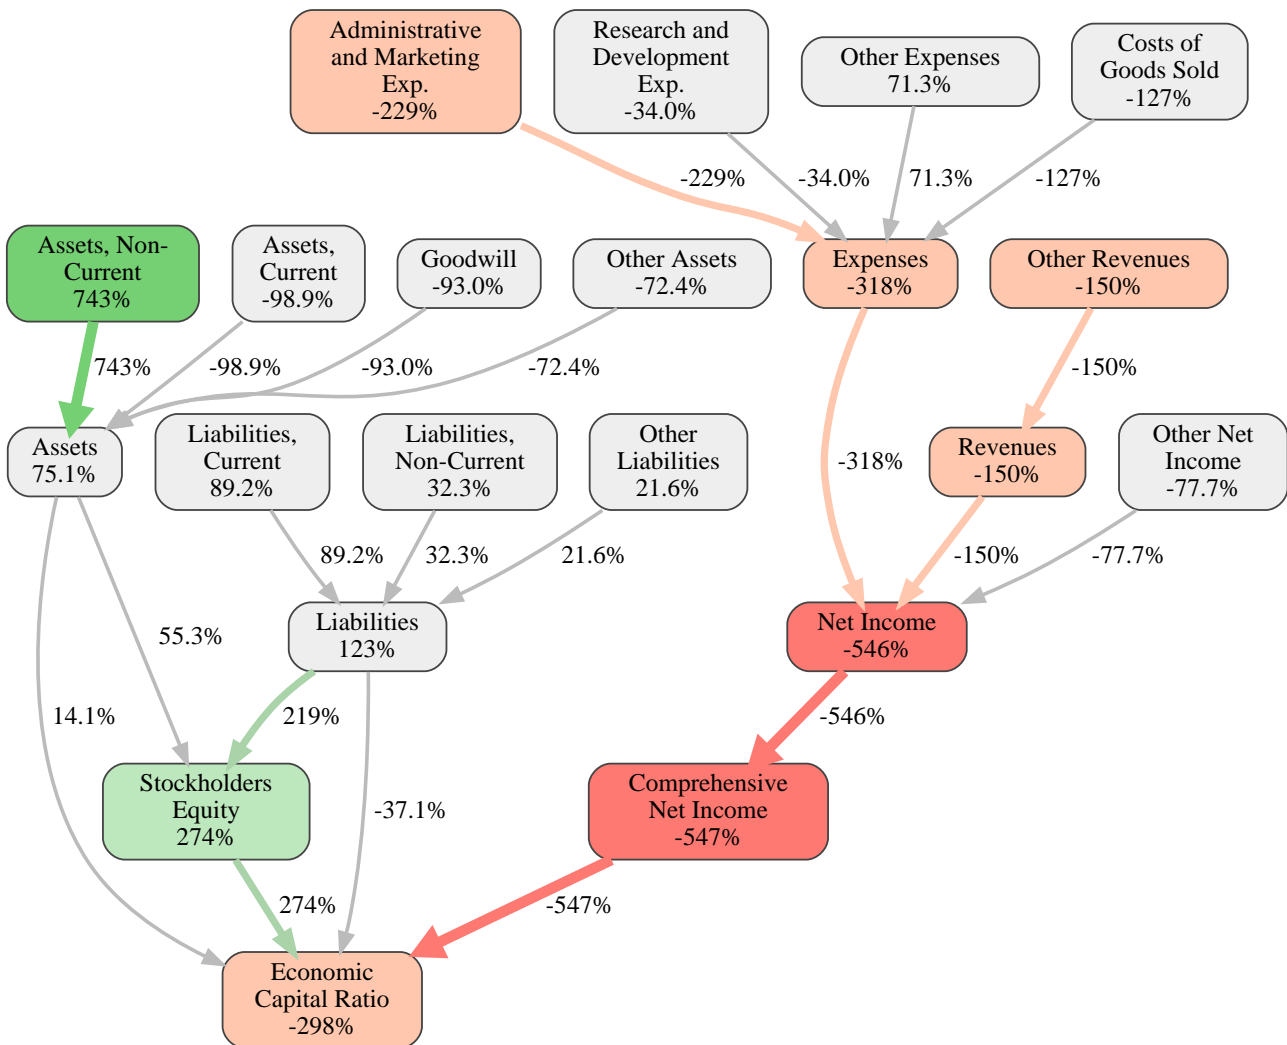 Administrative
and Marketing
Exp.
-229%
Research and
Development
Exp.
-34.0%
Other Expenses
71.3%
Costs of
Goods Sold
-127%
-229%
-34.0%
71.3%
-127%
Assets, Non-
Current
743%
Assets,
Current
-98.9%
Goodwill
-93.0%
Other Assets
-72.4%
Expenses
-318%
Other Revenues
-150%
743%
-98.9%
-93.0%
-72.4%
-150%
Assets
75.1%
Liabilities,
Current
89.2%
Liabilities,
Non-Current
32.3%
Other
Liabilities
21.6%
-318%
Revenues
-150%
Other Net
Income
-77.7%
89.2%
32.3%
21.6%
-150%
-77.7%
55.3%
Liabilities
123%
Net Income
-546%
14.1%
219%
-546%
Stockholders
Equity
274%
-37.1%
Comprehensive
Net Income
-547%
274%
-547%
Economic
Capital Ratio
-298%